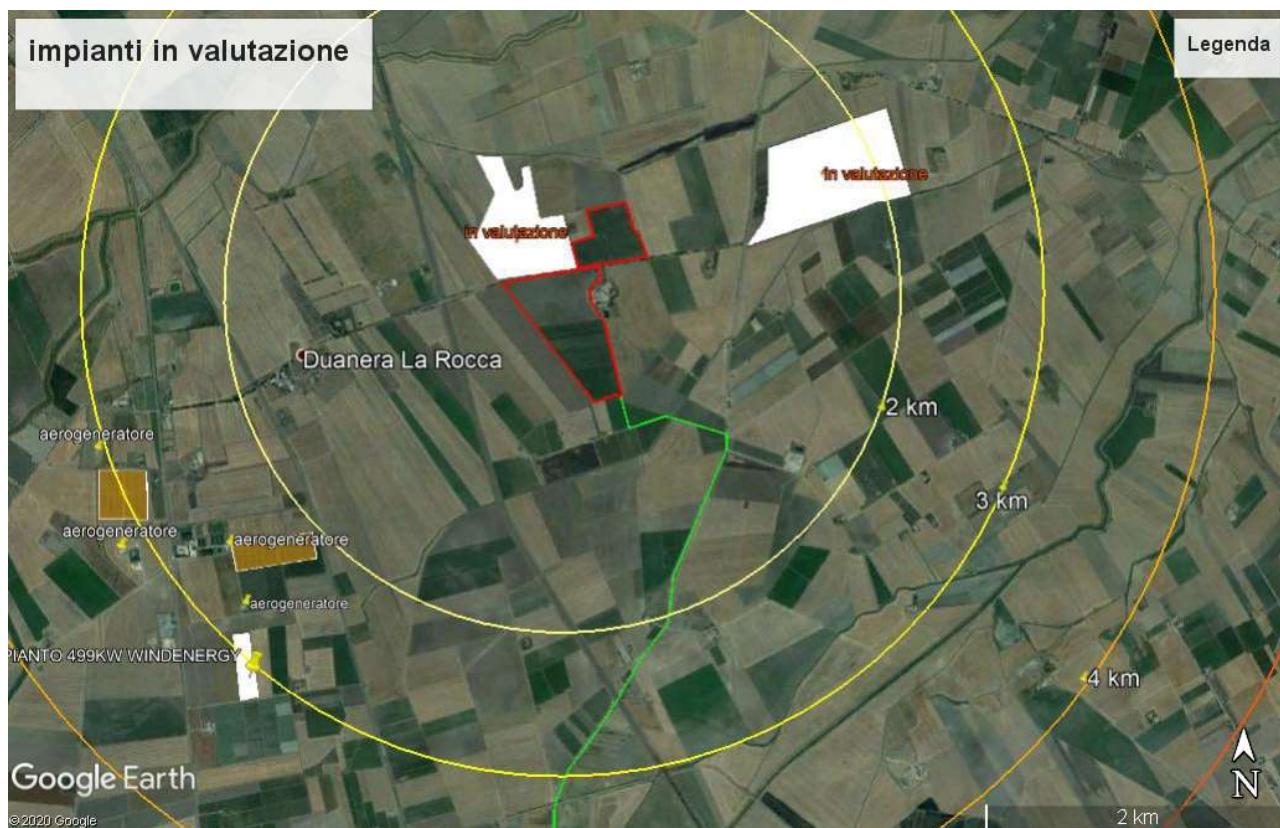 impianti in valutazione
Legenda
in valutazione
in valutazione
Duanera La Rocca
2 km
aerogeneratore
3 km
aerogeneratore
aerogeneratore
aerogeneratore
PIANTO 499KW WINDENERGY
4 km
Google Earth
N
2 km
©2020 Google